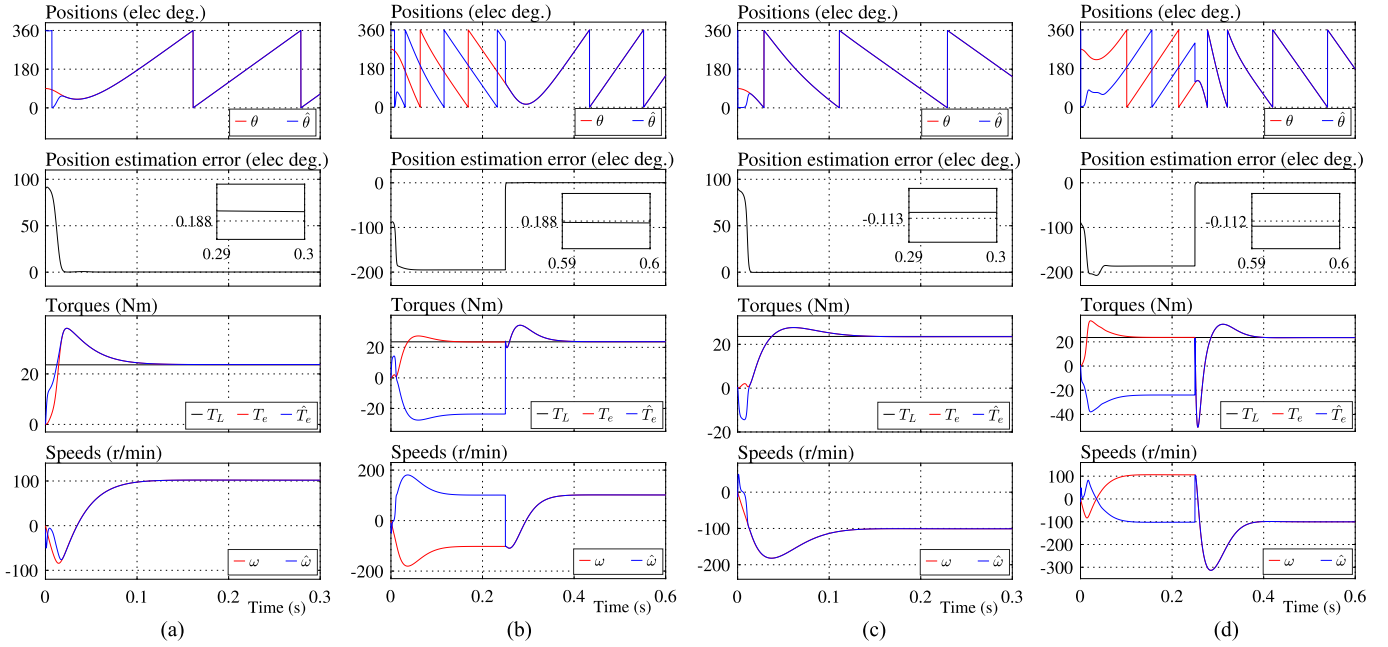 Positions (elec deg.)
360
180
0
θ θ̂
Position estimation error (elec deg.)
100
50
0
0.188
0.29 0.3
Torques (Nm)
20
0
T_L T_e T̂_e
Speeds (r/min)
100
0
-100
ω ω̂
0 0.1 0.2 0.3
Time (s)
(a)
Positions (elec deg.)
360
180
0
θ θ̂
Position estimation error (elec deg.)
0
-100
-200
0.188
0.59 0.6
Torques (Nm)
20
0
-20
T_L T_e T̂_e
Speeds (r/min)
200
100
0
-200
ω ω̂
0 0.2 0.4 0.6
Time (s)
(b)
Positions (elec deg.)
360
180
0
θ θ̂
Position estimation error (elec deg.)
100
50
0
-0.113
0.29 0.3
Torques (Nm)
20
0
-20
T_L T_e T̂_e
Speeds (r/min)
0
-100
-200
ω ω̂
0 0.1 0.2 0.3
Time (s)
(c)
Positions (elec deg.)
360
180
0
θ θ̂
Position estimation error (elec deg.)
0
-100
-200
-0.112
0.59 0.6
Torques (Nm)
20
0
-20
-40
T_L T_e T̂_e
Speeds (r/min)
100
0
-100
-200
-300
ω ω̂
0 0.2 0.4 0.6
Time (s)
(d)